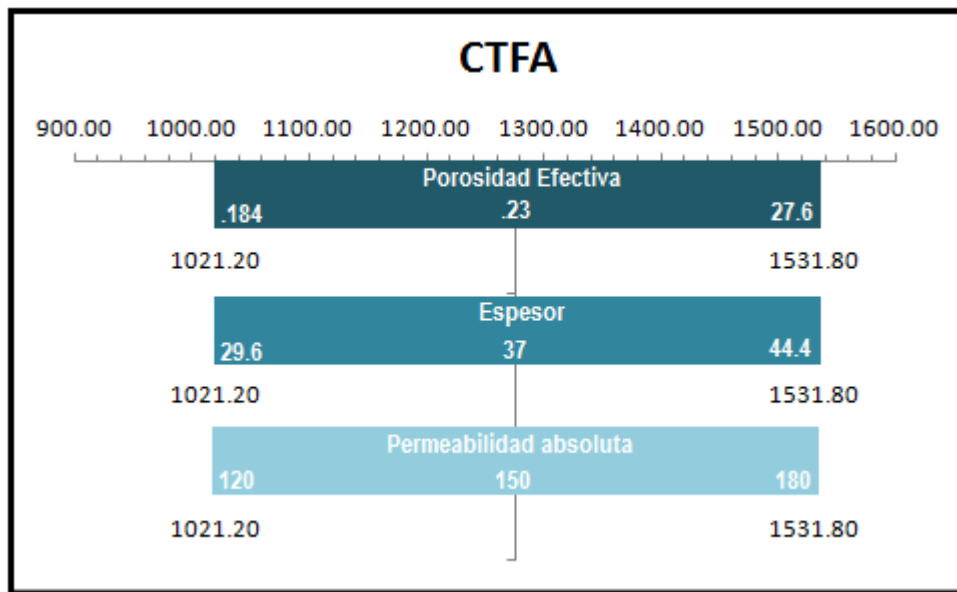 CTFA
900.00 1000.00 1100.00 1200.00 1300.00 1400.00 1500.00 1600.00
Porosidad Efectiva
.184 .23 27.6
1021.20 1531.80
Espesor
29.6 37 44.4
1021.20 1531.80
Permeabilidad absoluta
120 150 180
1021.20 1531.80